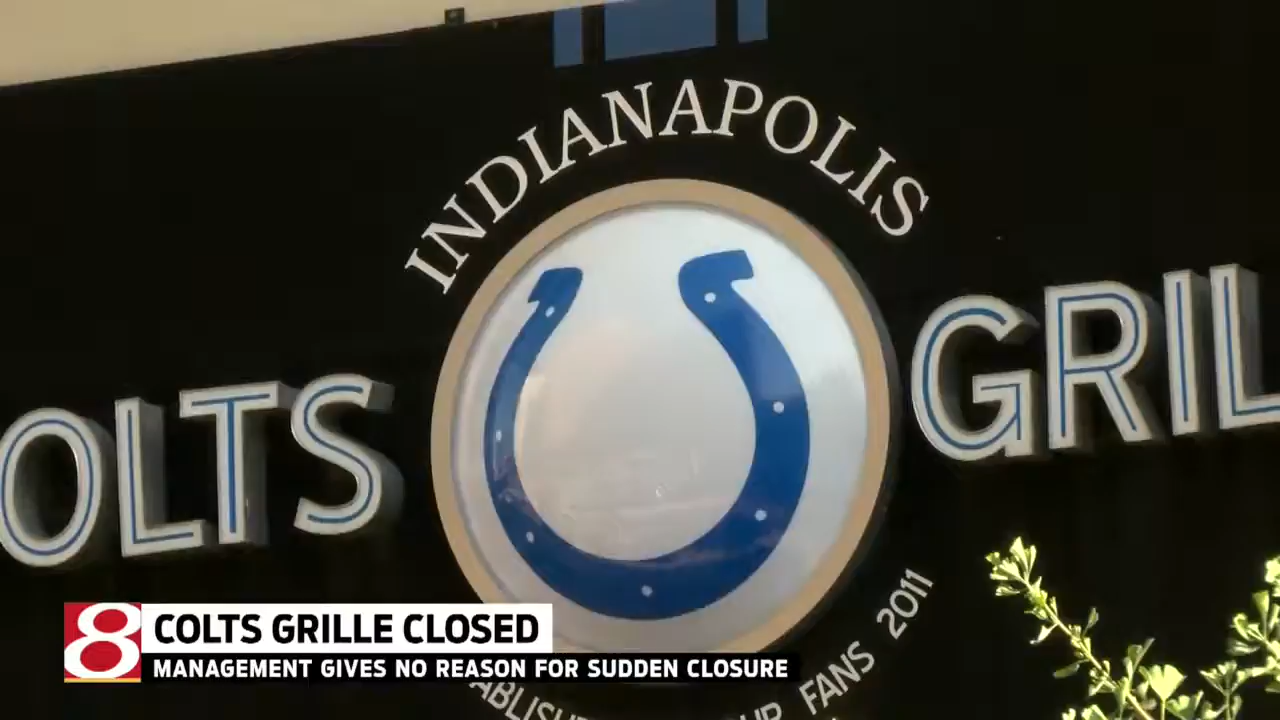 INDIANAPOLIS
OLTS
GRIL
FANS 2011
8
COLTS GRILLE CLOSED
MANAGEMENT GIVES NO REASON FOR SUDDEN CLOSURE